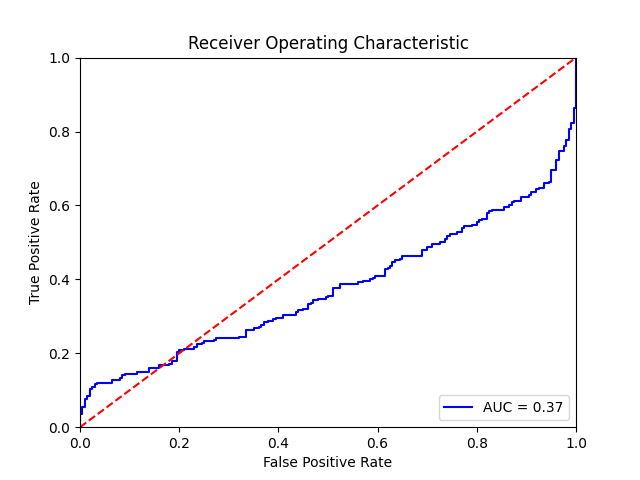 Receiver Operating Characteristic
True Positive Rate
1.0
0.8
0.6
0.4
0.2
0.0
AUC = 0.37
0.0 0.2 0.4 0.6 0.8 1.0
False Positive Rate